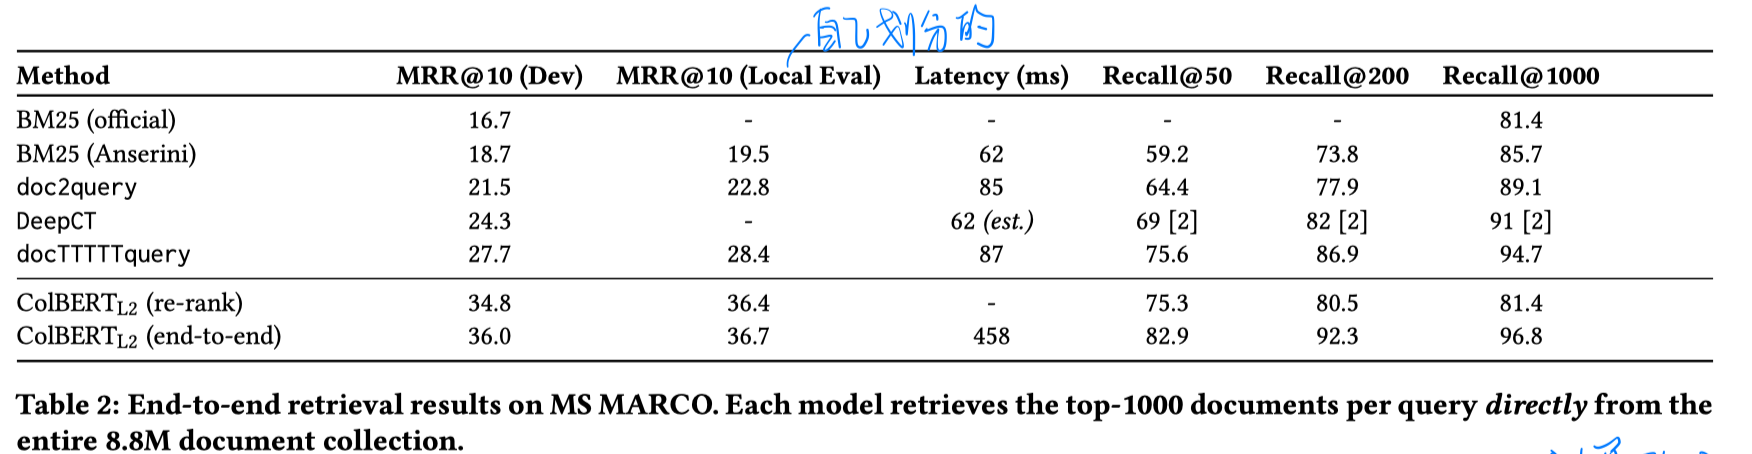 自己划分的
Method MRR@10 (Dev) MRR@10 (Local Eval) Latency (ms) Recall@50 Recall@200 Recall@1000
BM25 (official) 16.7 - - - - 81.4
BM25 (Anserini) 18.7 19.5 62 59.2 73.8 85.7
doc2query 21.5 22.8 85 64.4 77.9 89.1
DeepCT 24.3 - 62 (est.) 69 [2] 82 [2] 91 [2]
docTTTTTquery 27.7 28.4 87 75.6 86.9 94.7
ColBERTL2 (re-rank) 34.8 36.4 - 75.3 80.5 81.4
ColBERTL2 (end-to-end) 36.0 36.7 458 82.9 92.3 96.8
Table 2: End-to-end retrieval results on MS MARCO. Each model retrieves the top-1000 documents per query directly from the
entire 8.8M document collection.